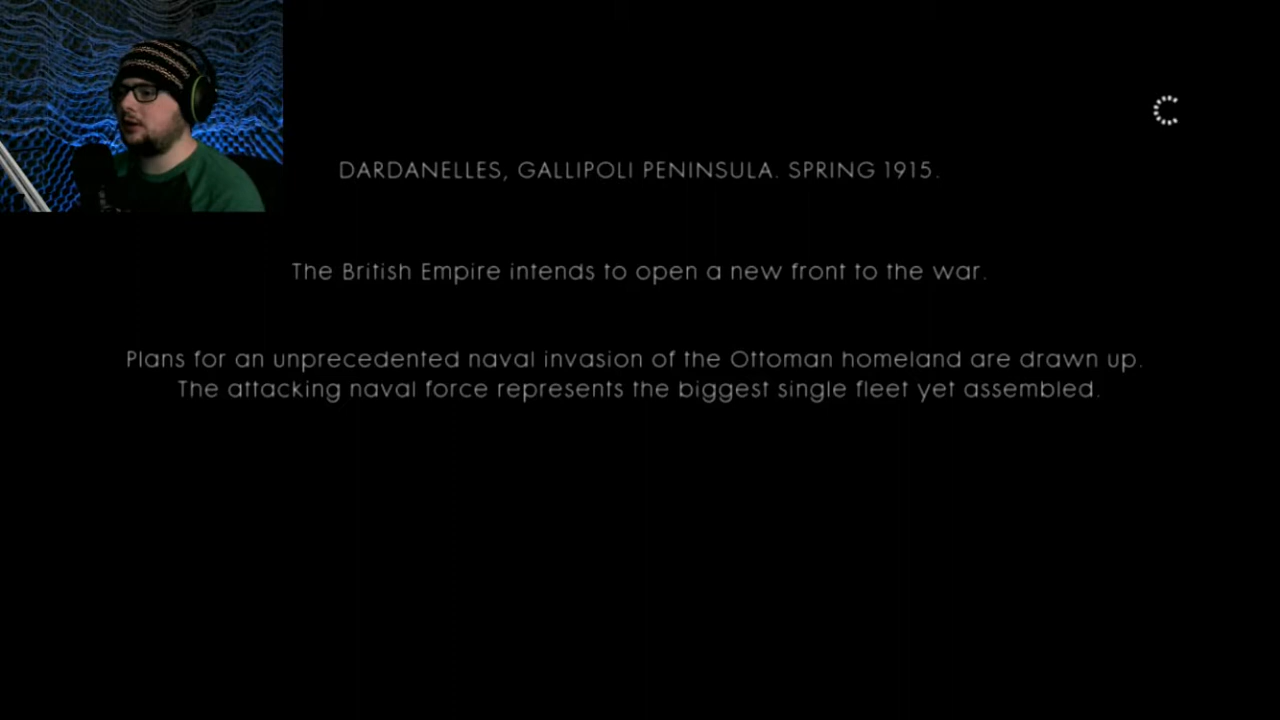 DARDANELLES, GALLIPOLI PENINSULA. SPRING 1915.
The British Empire intends to open a new front to the war.
Plans for an unprecedented naval invasion of the Ottoman homeland are drawn up.
The attacking naval force represents the biggest single fleet yet assembled.